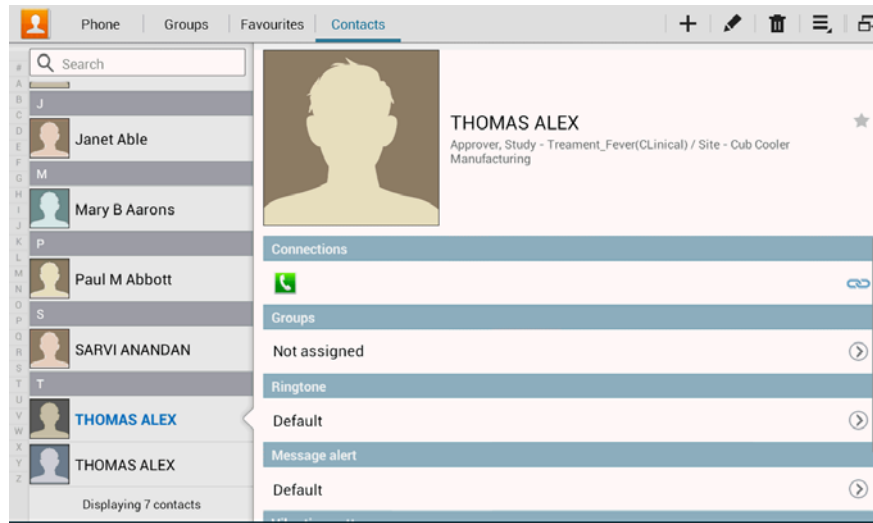 Phone Groups Favourites Contacts
Search
#
A
B
C
D
E
F
G
H
I
J
K
L
M
N
O
P
Q
R
S
T
U
V
W
X
Y
Z
J
Janet Able
M
Mary B Aarons
P
Paul M Abbott
S
SARVI ANANDAN
T
THOMAS ALEX
THOMAS ALEX
Displaying 7 contacts
THOMAS ALEX
Approver, Study - Treament_Fever(CLinical) / Site - Cub Cooler
Manufacturing
Connections
Groups
Not assigned
Ringtone
Default
Message alert
Default